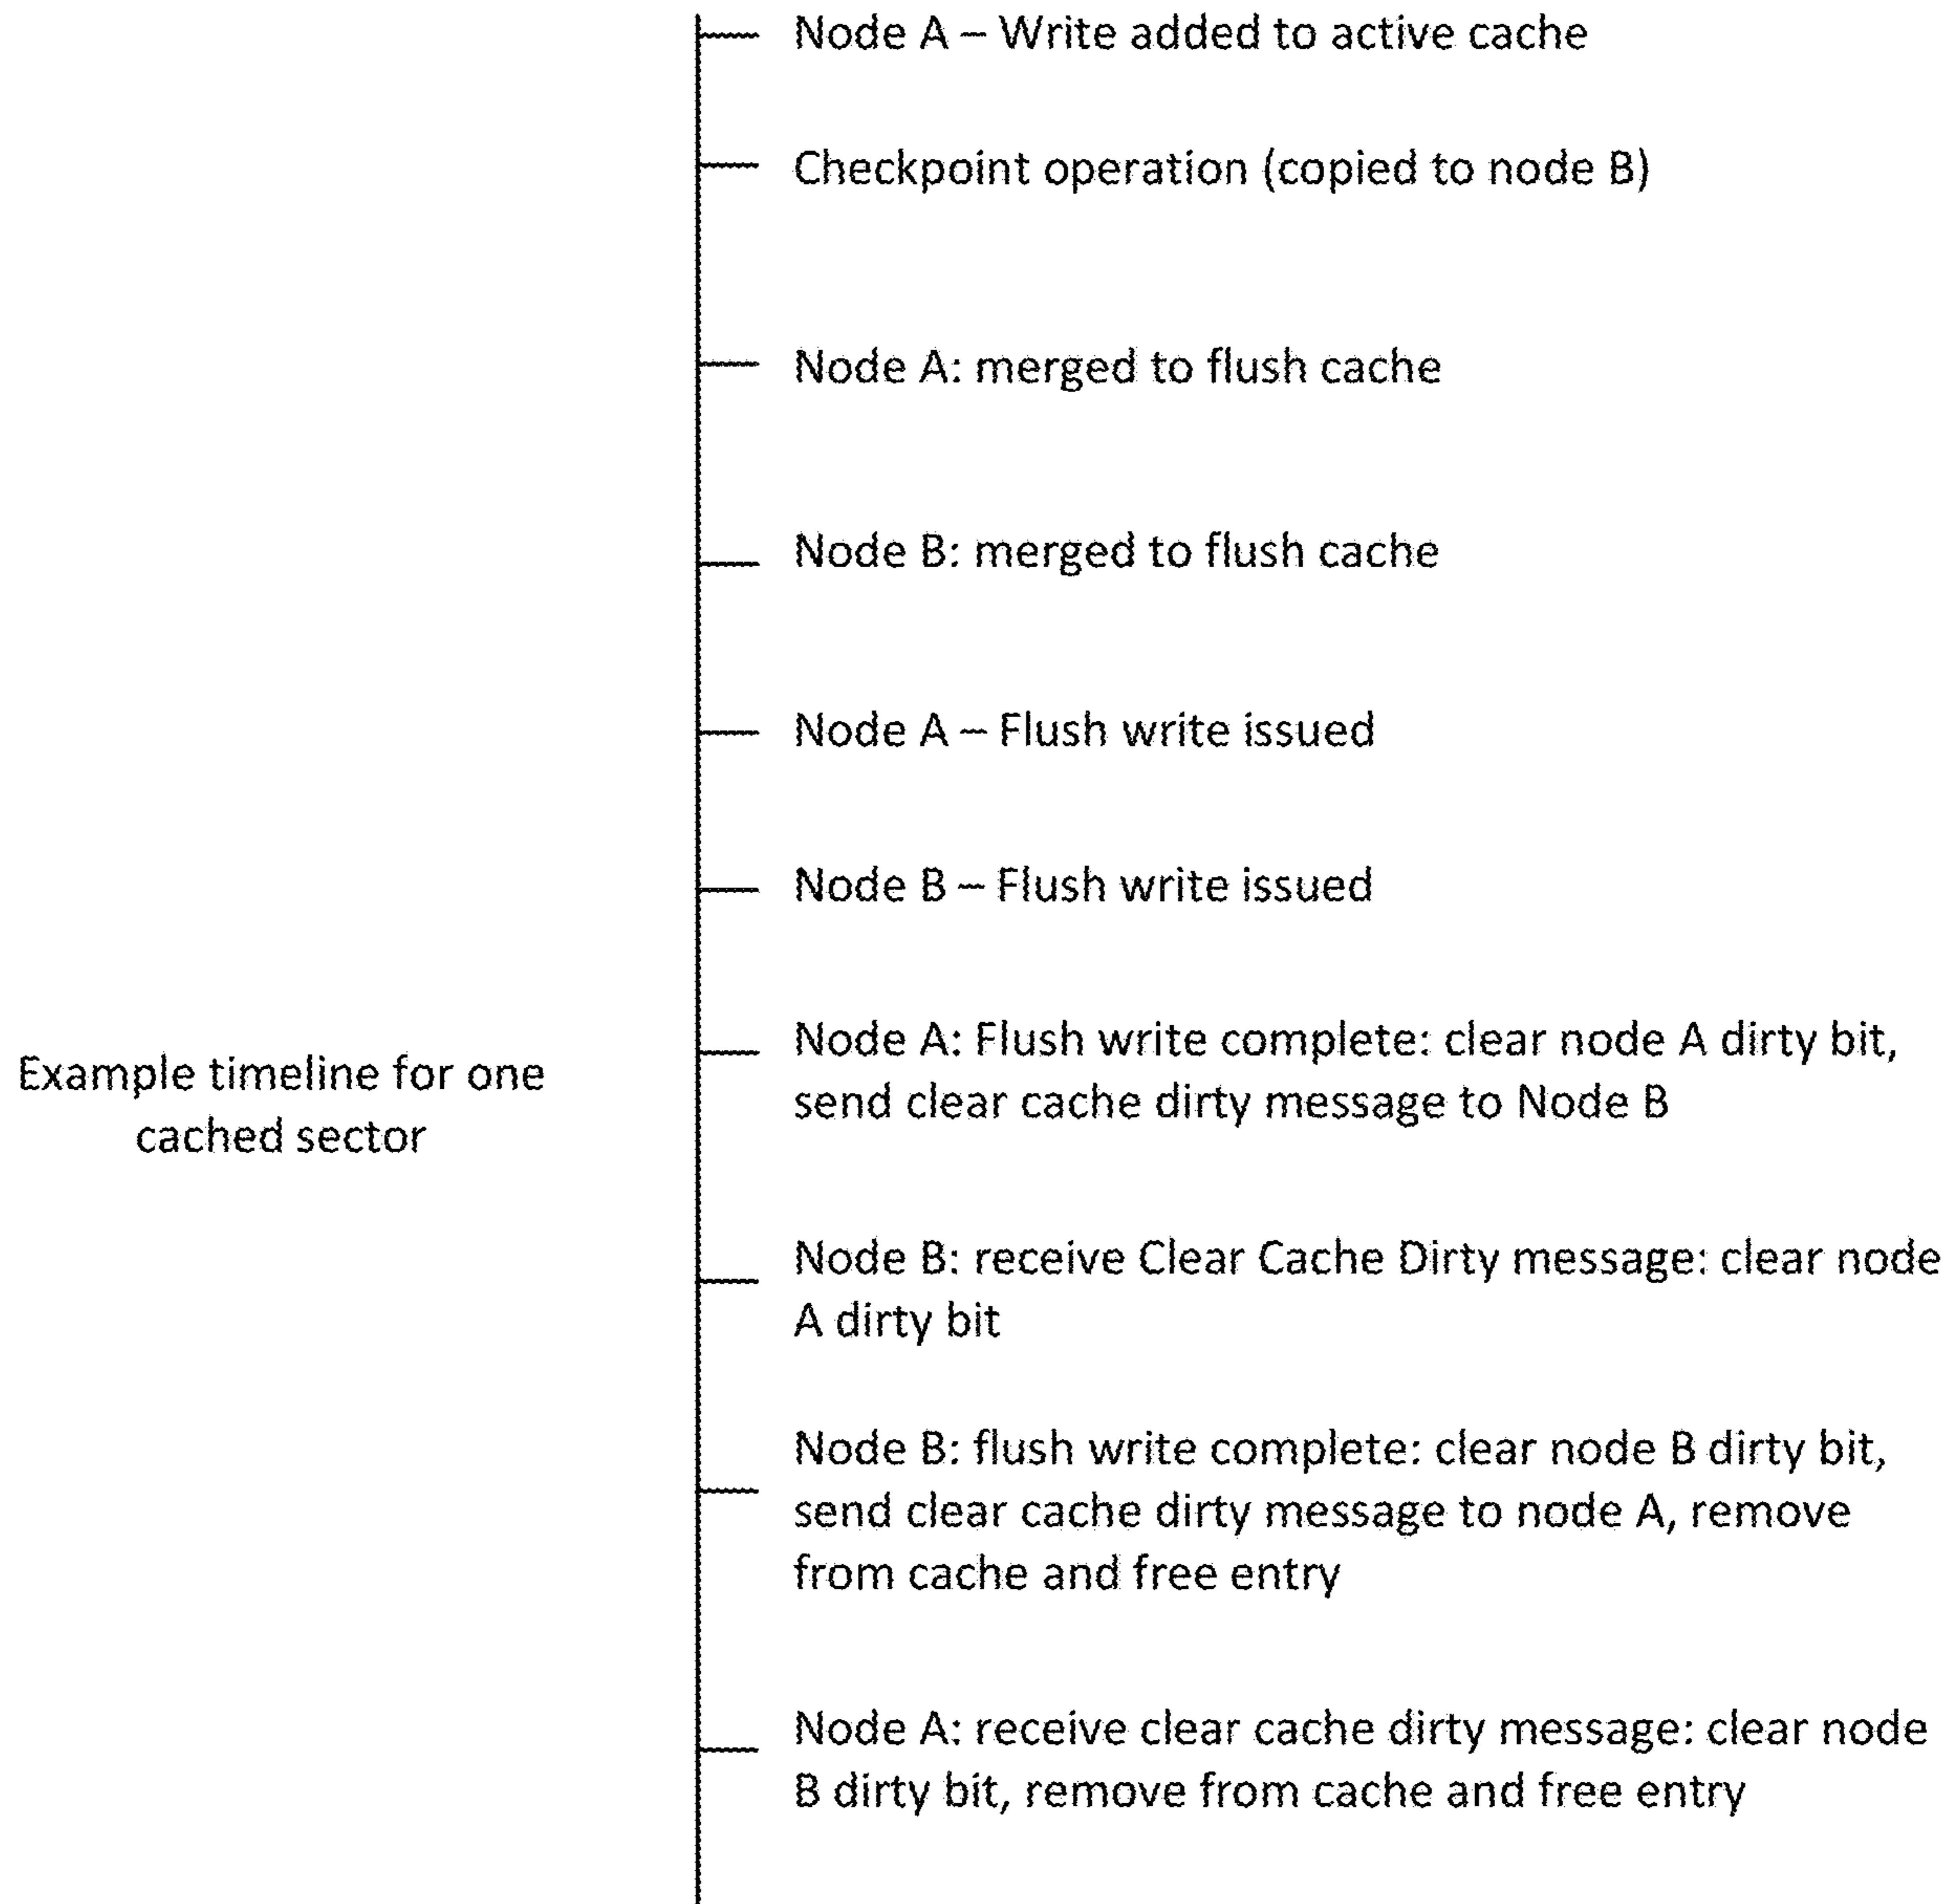 Node A – Write added to active cache
Checkpoint operation (copied to node B)
Node A: merged to flush cache
Node B: merged to flush cache
Node A – Flush write issued
Node B – Flush write issued
Node A: Flush write complete: clear node A dirty bit,
send clear cache dirty message to Node B
Example timeline for one
cached sector
Node B: receive Clear Cache Dirty message: clear node
A dirty bit
Node B: flush write complete: clear node B dirty bit,
send clear cache dirty message to node A, remove
from cache and free entry
Node A: receive clear cache dirty message: clear node
B dirty bit, remove from cache and free entry